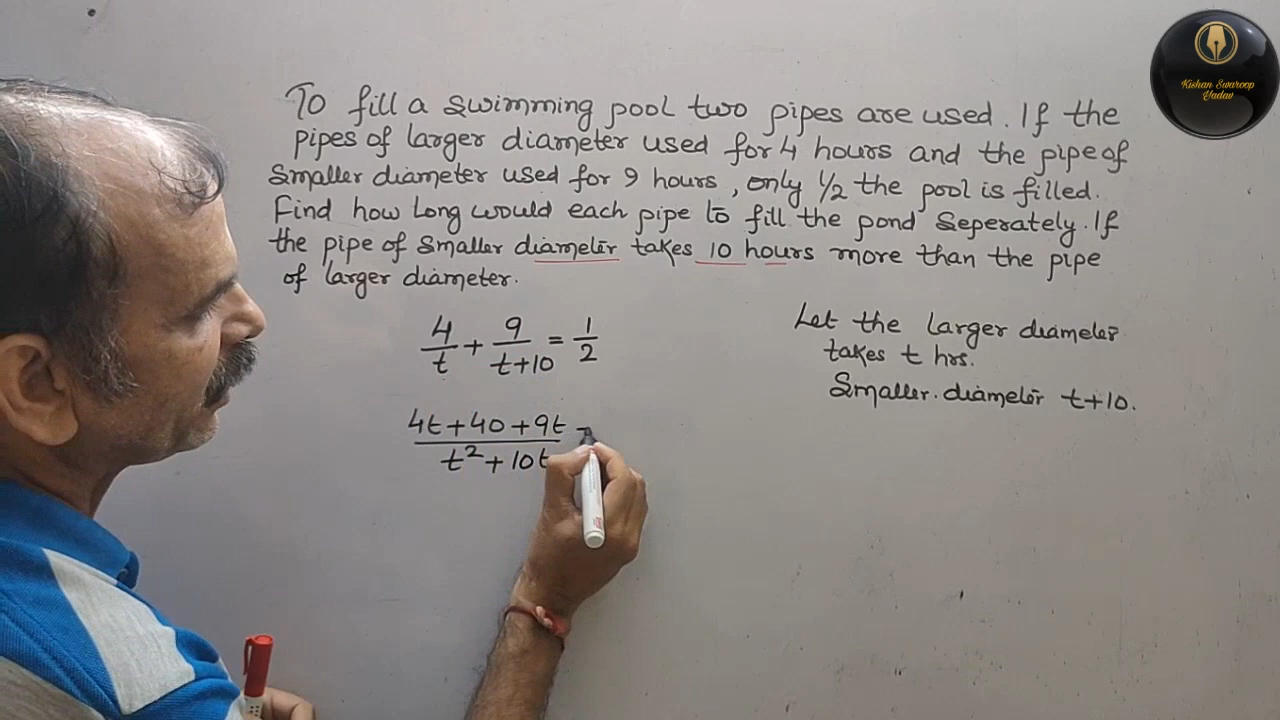 To fill a swimming pool two pipes are used. If the
pipes of larger diameter used for 4 hours and the pipe of
smaller diameter used for 9 hours, only 1/2 the pool is filled.
Find how long would each pipe to fill the pond seperately. If
the pipe of smaller diameter takes 10 hours more than the pipe
of larger diameter.
4/t + 9/(t+10) = 1/2
4t+40+9t / t²+10t
Let the larger diameter
takes t hrs.
Smaller.diameter t+10.
Kishan Swaroop
Yadav